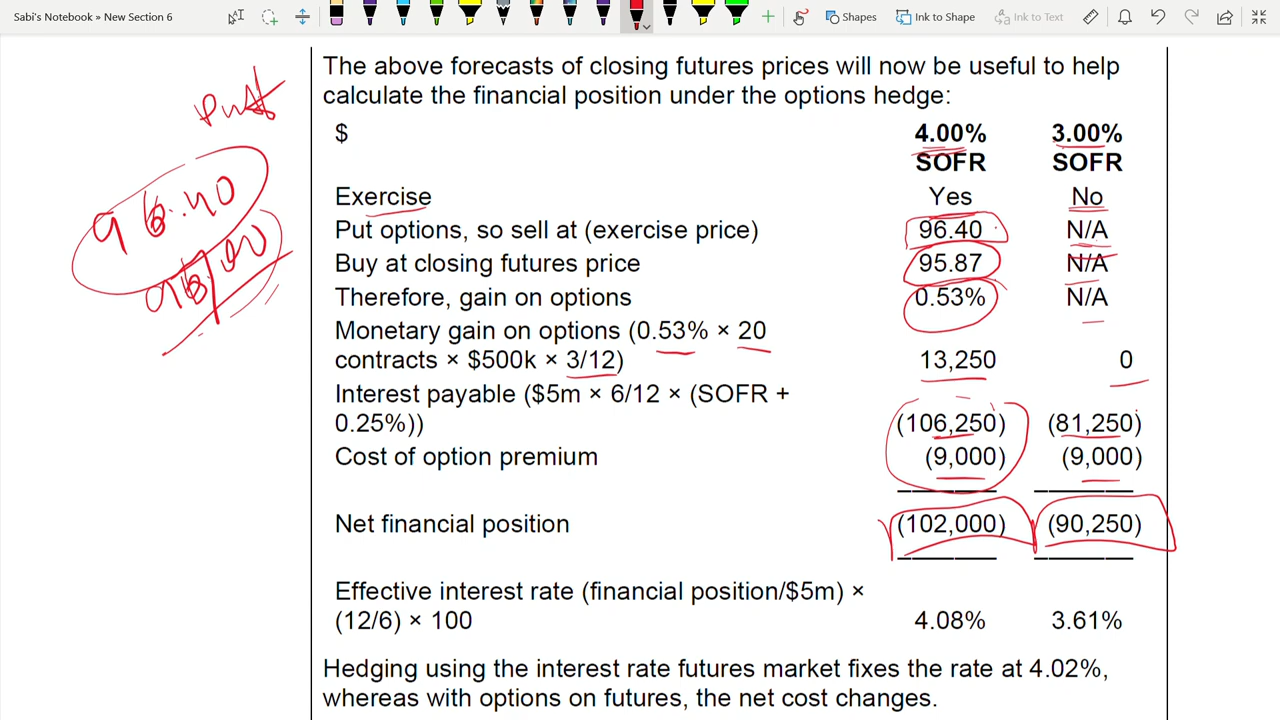 Sabi's Notebook » New Section 6
Shapes
Ink to Shape
Ink to Text
The above forecasts of closing futures prices will now be useful to help
calculate the financial position under the options hedge:
$ 4.00% 3.00%
SOFR SOFR
Exercise Yes No
Put options, so sell at (exercise price) 96.40 N/A
Buy at closing futures price 95.87 N/A
Therefore, gain on options 0.53% N/A
Monetary gain on options (0.53% × 20
contracts × $500k × 3/12) 13,250 0
Interest payable ($5m × 6/12 × (SOFR +
0.25%)) (106,250) (81,250)
Cost of option premium (9,000) (9,000)
Net financial position (102,000) (90,250)
Effective interest rate (financial position/$5m) ×
(12/6) × 100 4.08% 3.61%
Hedging using the interest rate futures market fixes the rate at 4.02%,
whereas with options on futures, the net cost changes.
Put
96.40